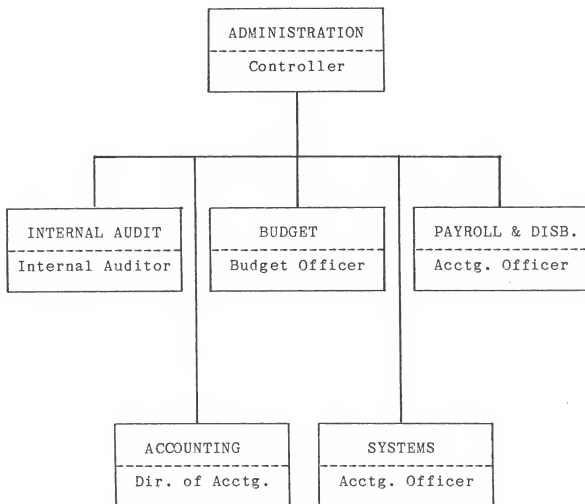 ADMINISTRATION
Controller
INTERNAL AUDIT
Internal Auditor
BUDGET
Budget Officer
PAYROLL & DISB.
Acctg. Officer
ACCOUNTING
Dir. of Acctg.
SYSTEMS
Acctg. Officer